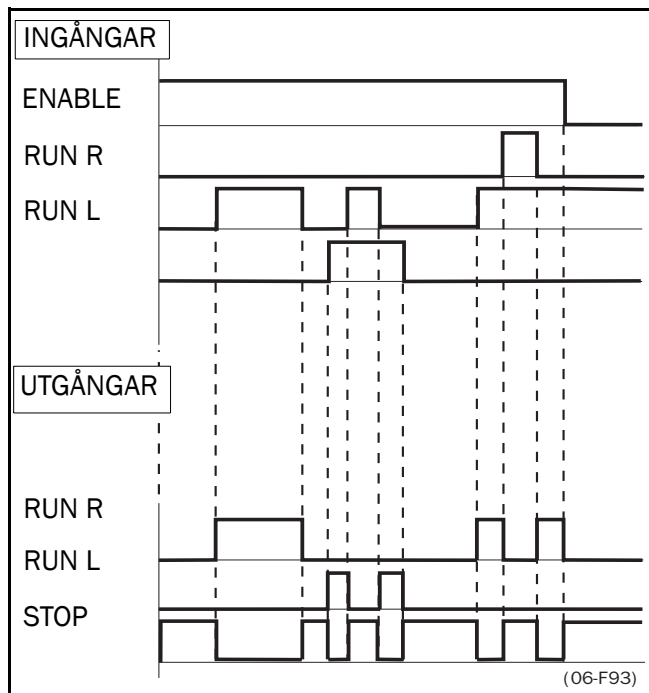 INGÅNGAR
ENABLE
RUN R
RUN L
UTGÅNGAR
RUN R
RUN L
STOP
(06-F93)